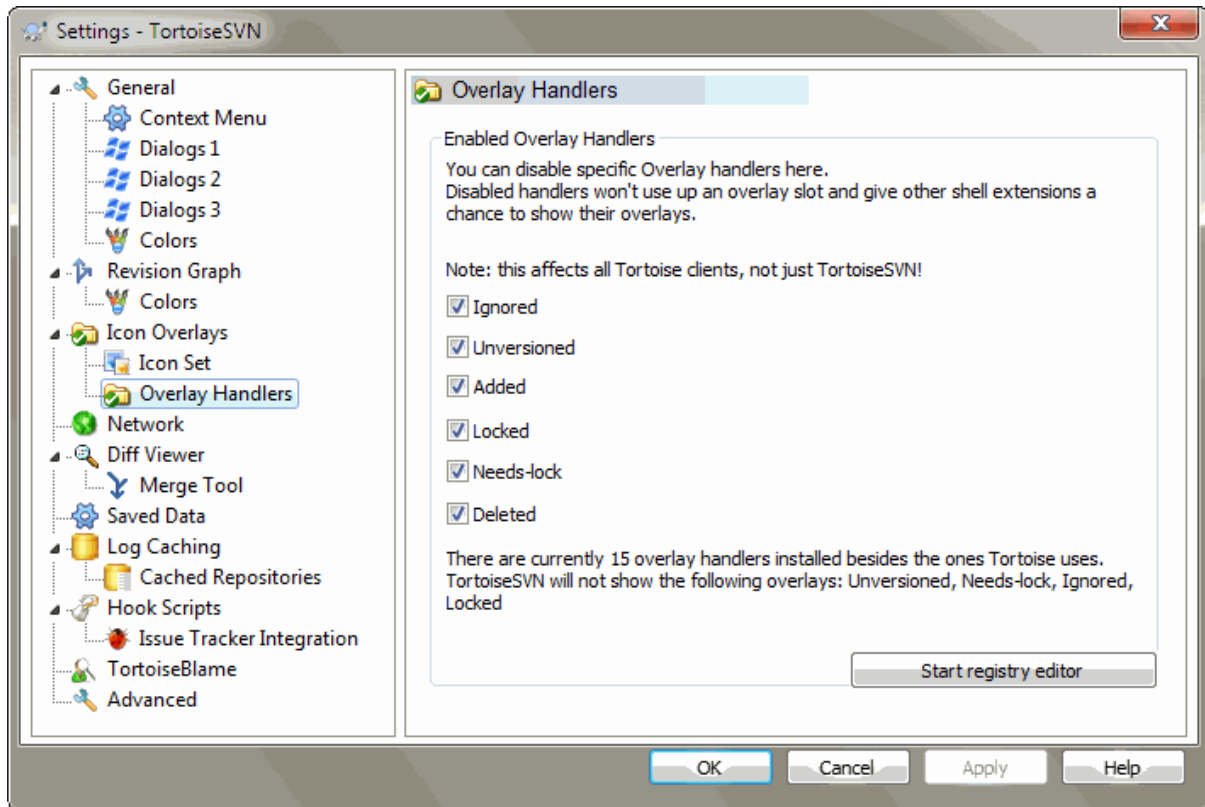 Settings - TortoiseSVN
X
General
Context Menu
Dialogs 1
Dialogs 2
Dialogs 3
Colors
Revision Graph
Colors
Icon Overlays
Icon Set
Overlay Handlers
Network
Diff Viewer
Merge Tool
Saved Data
Log Caching
Cached Repositories
Hook Scripts
Issue Tracker Integration
TortoiseBlame
Advanced
Overlay Handlers
Enabled Overlay Handlers
You can disable specific Overlay handlers here.
Disabled handlers won't use up an overlay slot and give other shell extensions a
chance to show their overlays.
Note: this affects all Tortoise clients, not just TortoiseSVN!
Ignored
Unversioned
Added
Locked
Needs-lock
Deleted
There are currently 15 overlay handlers installed besides the ones Tortoise uses.
TortoiseSVN will not show the following overlays: Unversioned, Needs-lock, Ignored,
Locked
Start registry editor
OK
Cancel
Apply
Help